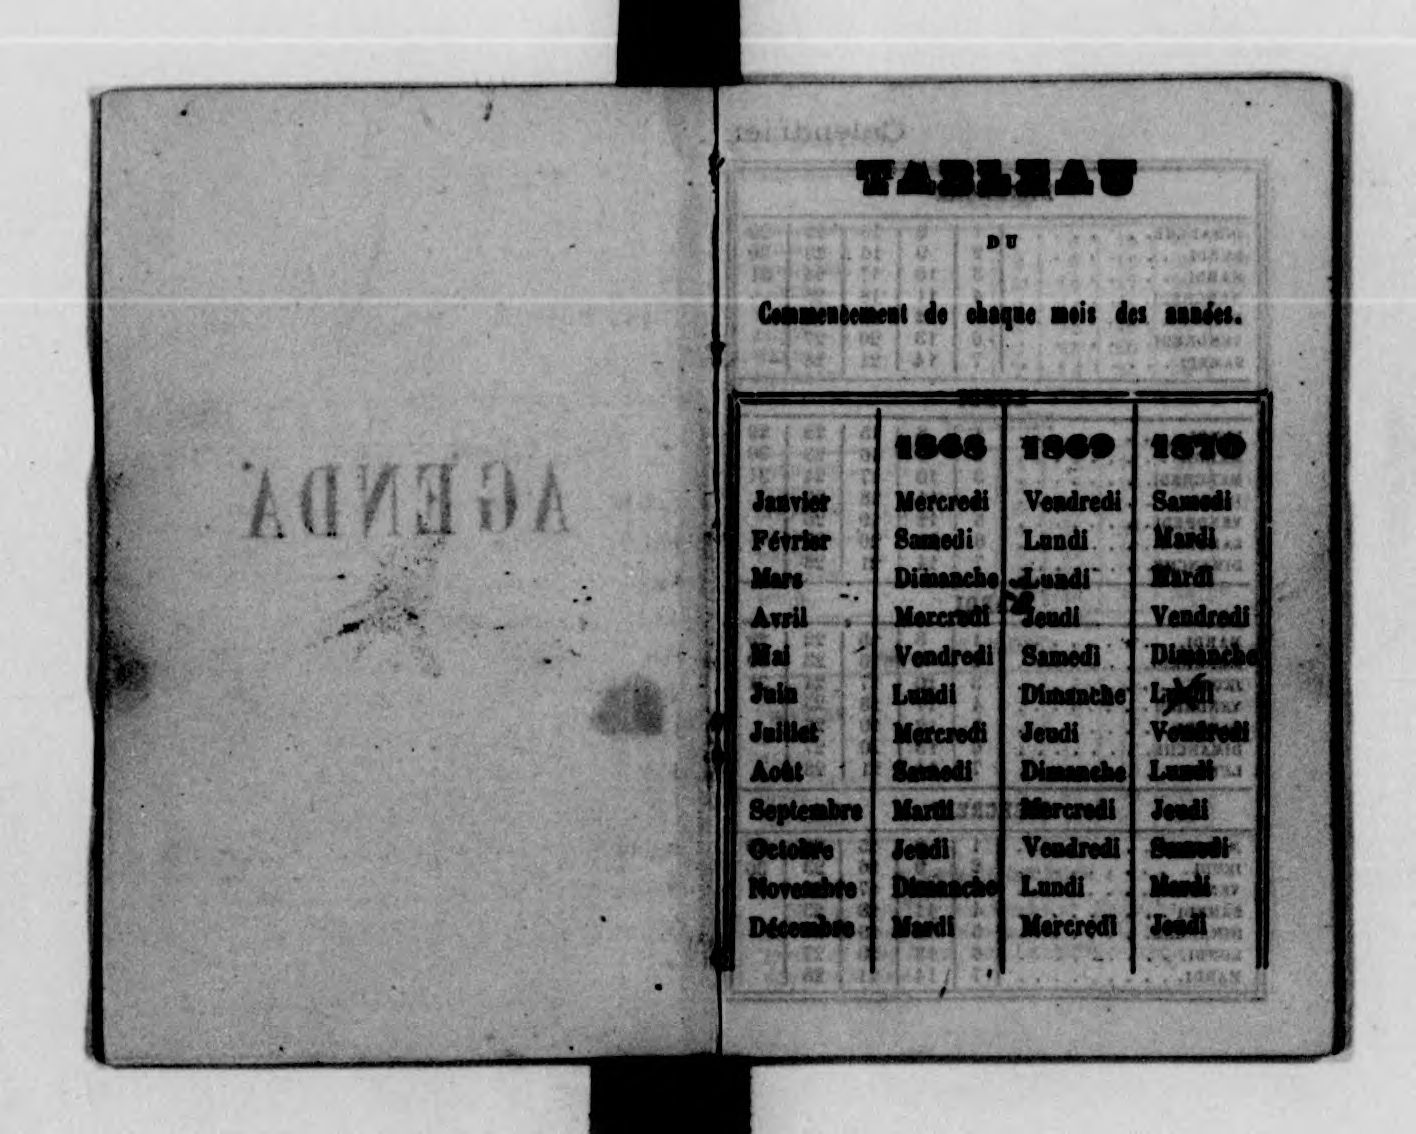 AGENDA
TABLEAU
DU
Commencement de chaque mois des années.
1868 1869 1870
Janvier Mercredi Vendredi Samedi
Février Samedi Lundi Mardi
Mars Dimanche Lundi Mardi
Avril Mercredi Jeudi Vendredi
Mai Vendredi Samedi Dimanche
Juin Lundi Dimanche Lundi
Juillet Mercredi Jeudi Vendredi
Août Samedi Dimanche Lundi
Septembre Mardi Mercredi Jeudi
Octobre Jeudi Vendredi Samedi
Novembre Dimanche Lundi Mardi
Décembre Mardi Mercredi Jeudi